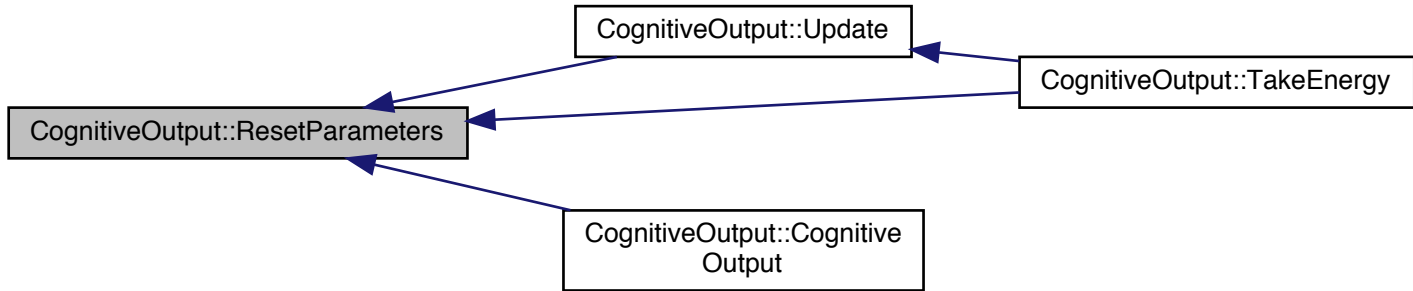 CognitiveOutput::Update
CognitiveOutput::TakeEnergy
CognitiveOutput::ResetParameters
CognitiveOutput::Cognitive
Output